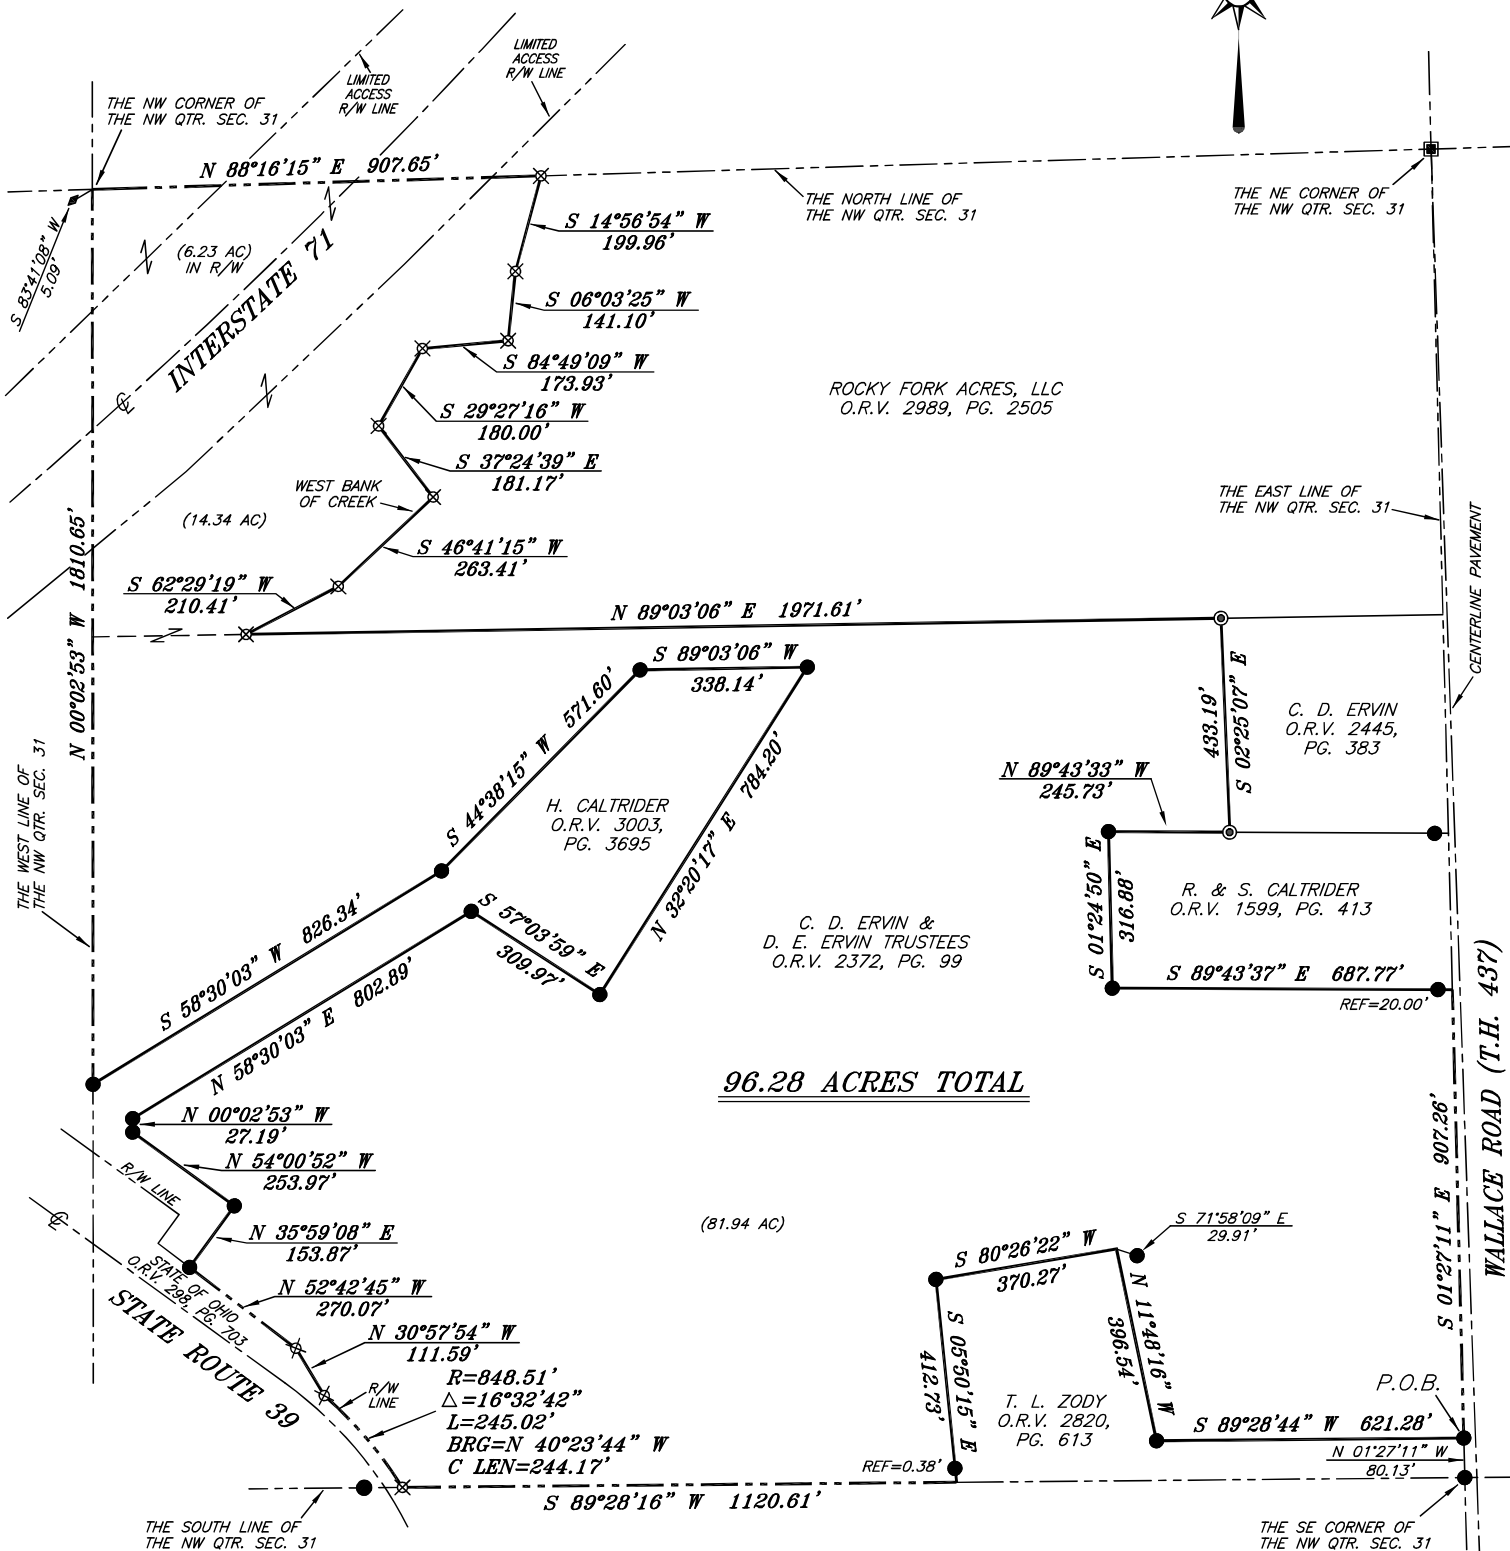 LIMITED
ACCESS
R/W LINE
LIMITED
ACCESS
R/W LINE
THE NW CORNER OF
THE NW QTR. SEC. 31
N 88°16'15" E 907.65'
THE NORTH LINE OF
THE NW QTR. SEC. 31
THE NE CORNER OF
THE NW QTR. SEC. 31
S 83°41'08" W
5.09'
(6.23 AC)
IN R/W
INTERSTATE 71
S 14°56'54" W
199.96'
S 06°03'25" W
141.10'
S 84°49'09" W
173.93'
S 29°27'16" W
180.00'
S 37°24'39" E
181.17'
ROCKY FORK ACRES, LLC
O.R.V. 2989, PG. 2505
WEST BANK
OF CREEK
(14.34 AC)
S 46°41'15" W
263.41'
S 62°29'19" W
210.41'
THE EAST LINE OF
THE NW QTR. SEC. 31
CENTERLINE PAVEMENT
N 00°02'53" W 1810.65'
N 89°03'06" E 1971.61'
S 89°03'06" W
338.14'
433.19'
S 02°25'07" E
C. D. ERVIN
O.R.V. 2445,
PG. 383
THE WEST LINE OF
THE NW QTR. SEC. 31
S 44°38'15" W 571.60'
N 32°20'17" E 784.20'
H. CALTRIDER
O.R.V. 3003,
PG. 3695
N 89°43'33" W
245.73'
S 01°24'50" E
316.88'
R. & S. CALTRIDER
O.R.V. 1599, PG. 413
S 58°30'03" W 826.34'
N 58°30'03" E 802.89'
S 57°03'59" E
309.97'
C. D. ERVIN &
D. E. ERVIN TRUSTEES
O.R.V. 2372, PG. 99
S 89°43'37" E 687.77'
REF=20.00'
WALLACE ROAD (T.H. 437)
96.28 ACRES TOTAL
N 00°02'53" W
27.19'
N 54°00'52" W
253.97'
R/W LINE
N 35°59'08" E
153.87'
(81.94 AC)
S 01°27'11" E 907.26'
S 71°58'09" E
29.91'
S 80°26'22" W
370.27'
N 11°48'16" W
396.54'
STATE OF OHIO
O.R.V. 298, PG. 703
STATE ROUTE 39
N 52°42'45" W
270.07'
N 30°57'54" W
111.59'
R/W
LINE
R=848.51'
△=16°32'42"
L=245.02'
BRG=N 40°23'44" W
C LEN=244.17'
S 05°50'15" E
412.73'
T. L. ZODY
O.R.V. 2820,
PG. 613
P.O.B.
S 89°28'44" W 621.28'
N 01°27'11" W
80.13'
REF=0.38'
S 89°28'16" W 1120.61'
THE SOUTH LINE OF
THE NW QTR. SEC. 31
THE SE CORNER OF
THE NW QTR. SEC. 31